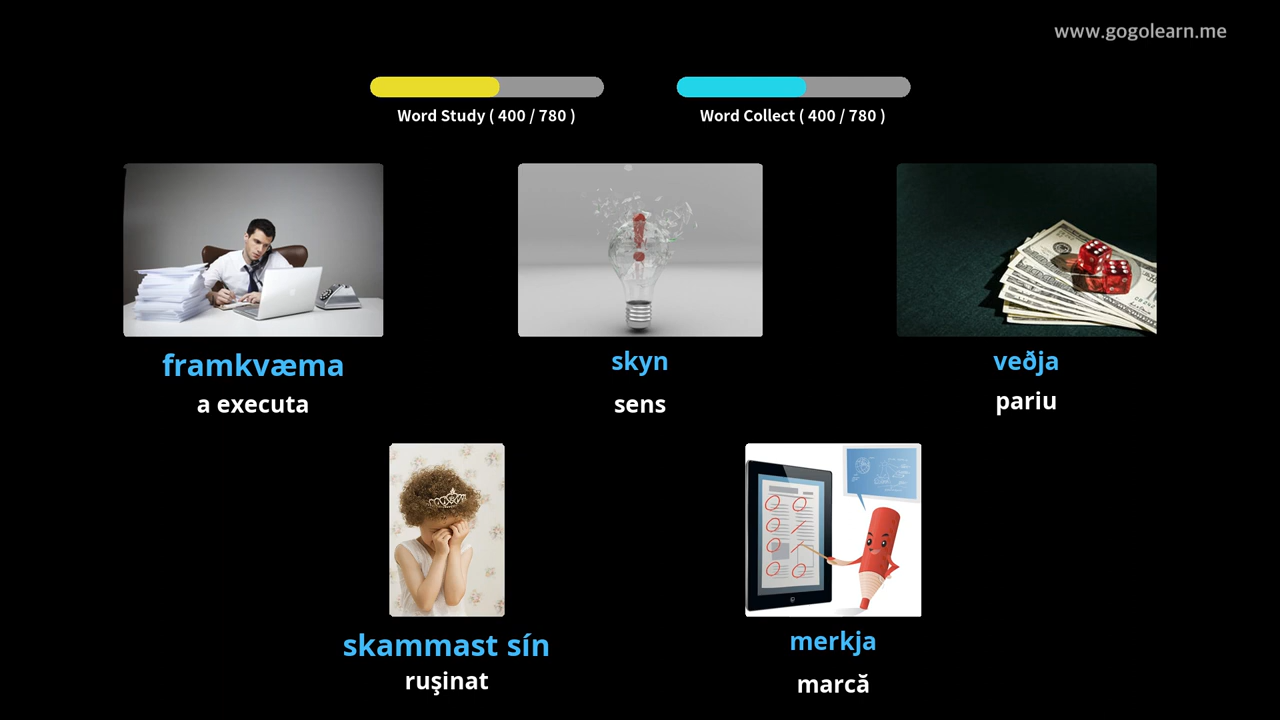 www.gogolearn.me
Word Study ( 400 / 780 )
Word Collect ( 400 / 780 )
framkvæma
a executa
skyn
sens
veðja
pariu
skammast sín
ruşinat
merkja
marcă